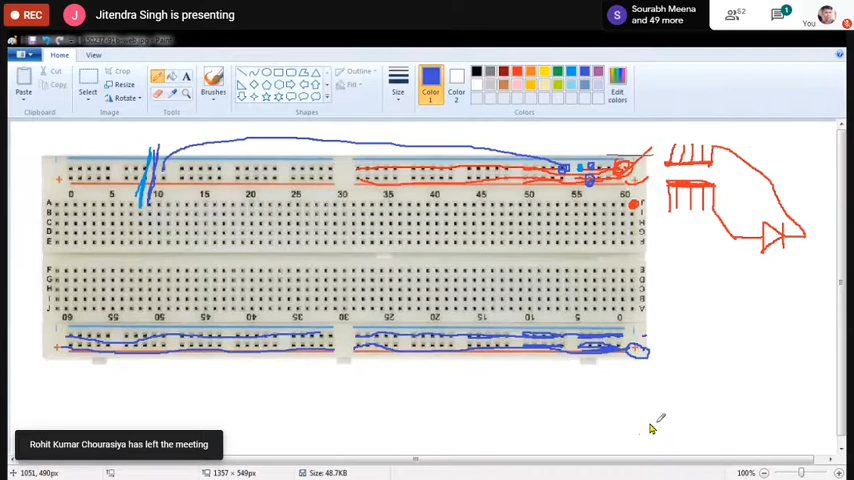 REC
J
Jitendra Singh is presenting
S
Sourabh Meena
and 49 more
62
1
You
Home
View
Paste
Cut
Copy
Clipboard
Select
Crop
Resize
Rotate
Image
A
Tools
Brushes
Shapes
Outline
Fill
Size
Color
1
Color
2
Edit
colors
Colors
0 5 10 15 20 25 30 35 40 45 50 55 60
A
B
C
D
E
J
I
H
G
F
F
G
H
I
J
E
D
C
B
A
60 55 50 45 40 35 30 25 20 15 10 5 0
Rohit Kumar Chourasiya has left the meeting
1051, 490px
1357 × 549px
Size: 48.7KB
100%